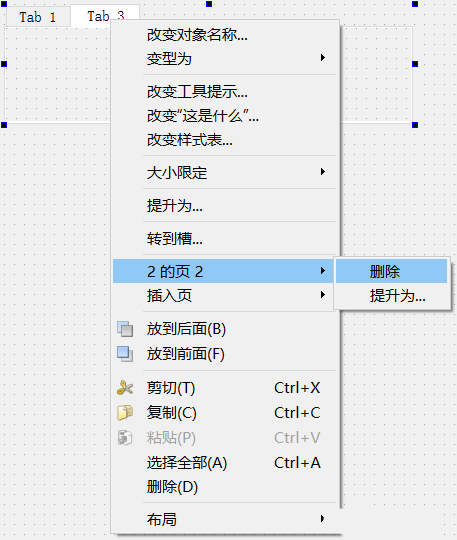 Tab 1 Tab 3
改变对象名称...
变型为
改变工具提示...
改变“这是什么”...
改变样式表...
大小限定
提升为...
转到槽...
2 的页 2
删除
插入页
提升为...
放到后面(B)
放到前面(F)
剪切(T) Ctrl+X
复制(C) Ctrl+C
粘贴(P) Ctrl+V
选择全部(A) Ctrl+A
删除(D)
布局